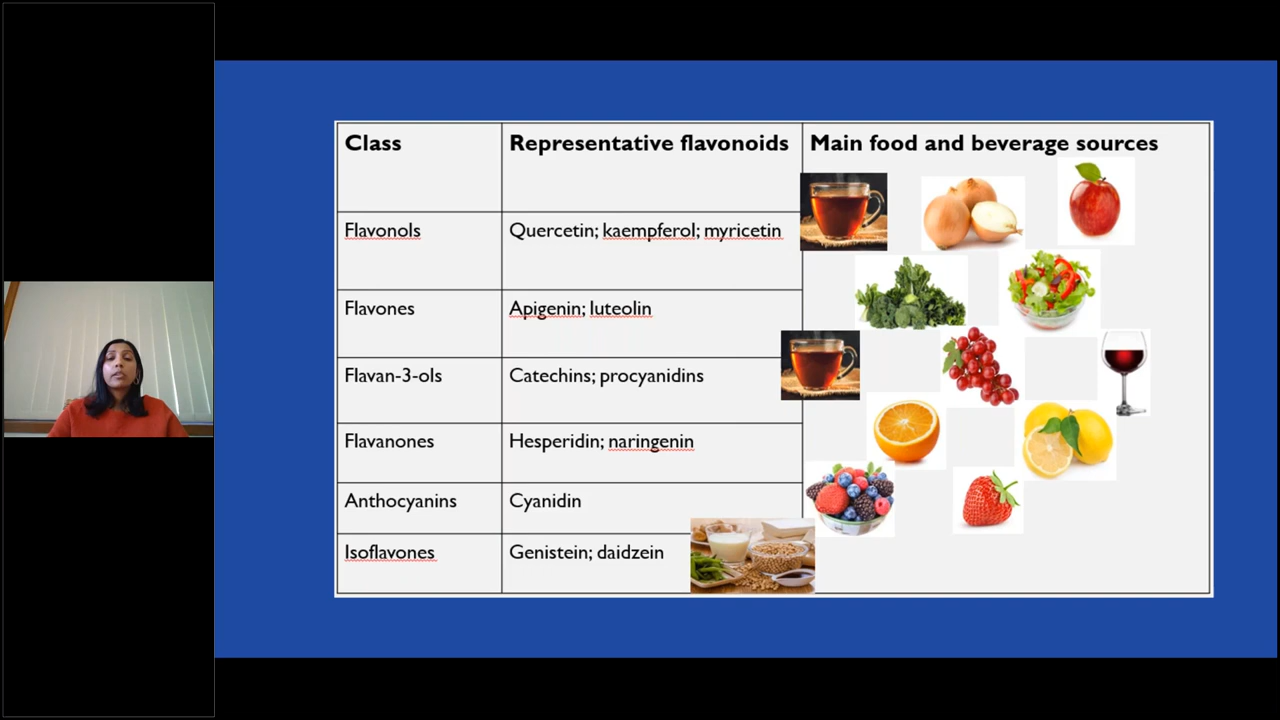 Class Representative flavonoids Main food and beverage sources
Flavonols Quercetin; kaempferol; myricetin
Flavones Apigenin; luteolin
Flavan-3-ols Catechins; procyanidins
Flavanones Hesperidin; naringenin
Anthocyanins Cyanidin
Isoflavones Genistein; daidzein